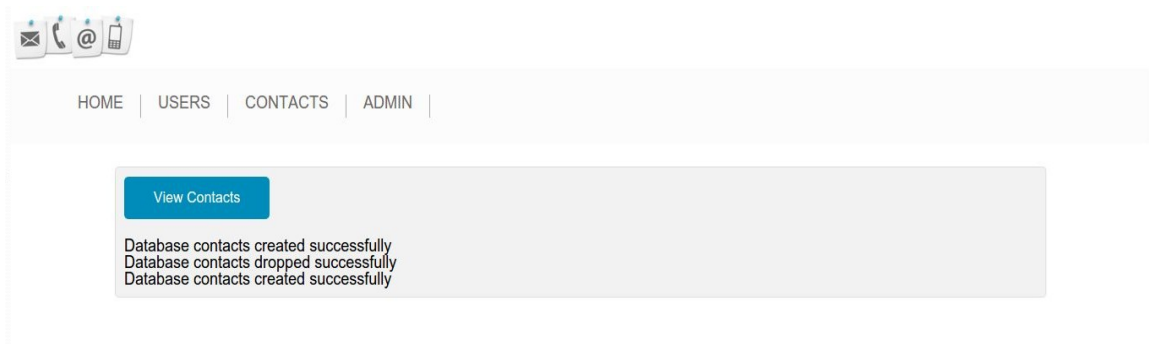 @
HOME USERS CONTACTS ADMIN
View Contacts
Database contacts created successfully
Database contacts dropped successfully
Database contacts created successfully